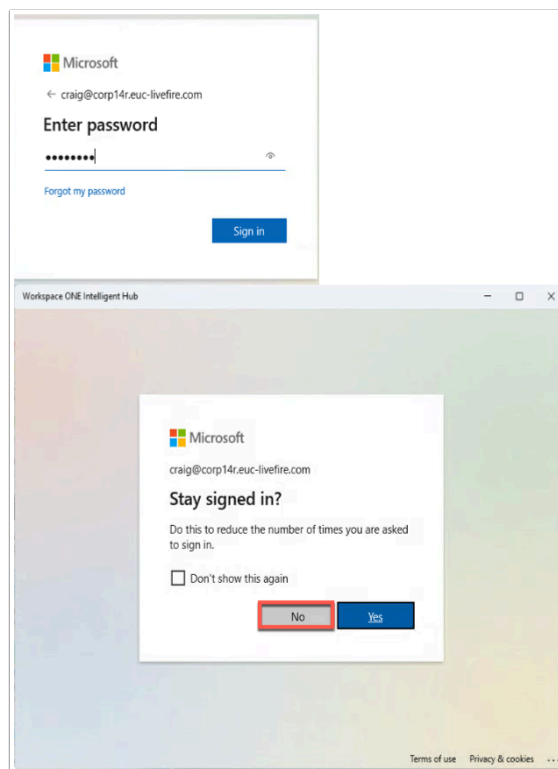 Microsoft
← craig@corp14r.euc-livefire.com
Enter password
••••••••
Forgot my password
Sign in
Workspace ONE Intelligent Hub
Microsoft
craig@corp14r.euc-livefire.com
Stay signed in?
Do this to reduce the number of times you are asked
to sign in.
Don't show this again
No Yes
Terms of use Privacy & cookies ...